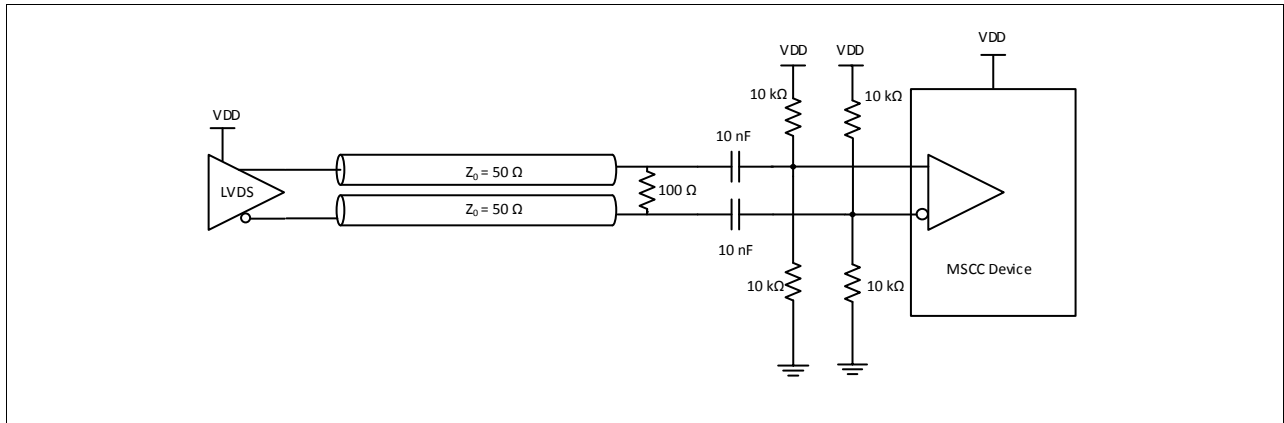 VDD
VDD
VDD
10 kΩ
10 kΩ
VDD
10 nF
LVDS
Z₀ = 50 Ω
100 Ω
Z₀ = 50 Ω
10 nF
MSCC Device
10 kΩ
10 kΩ